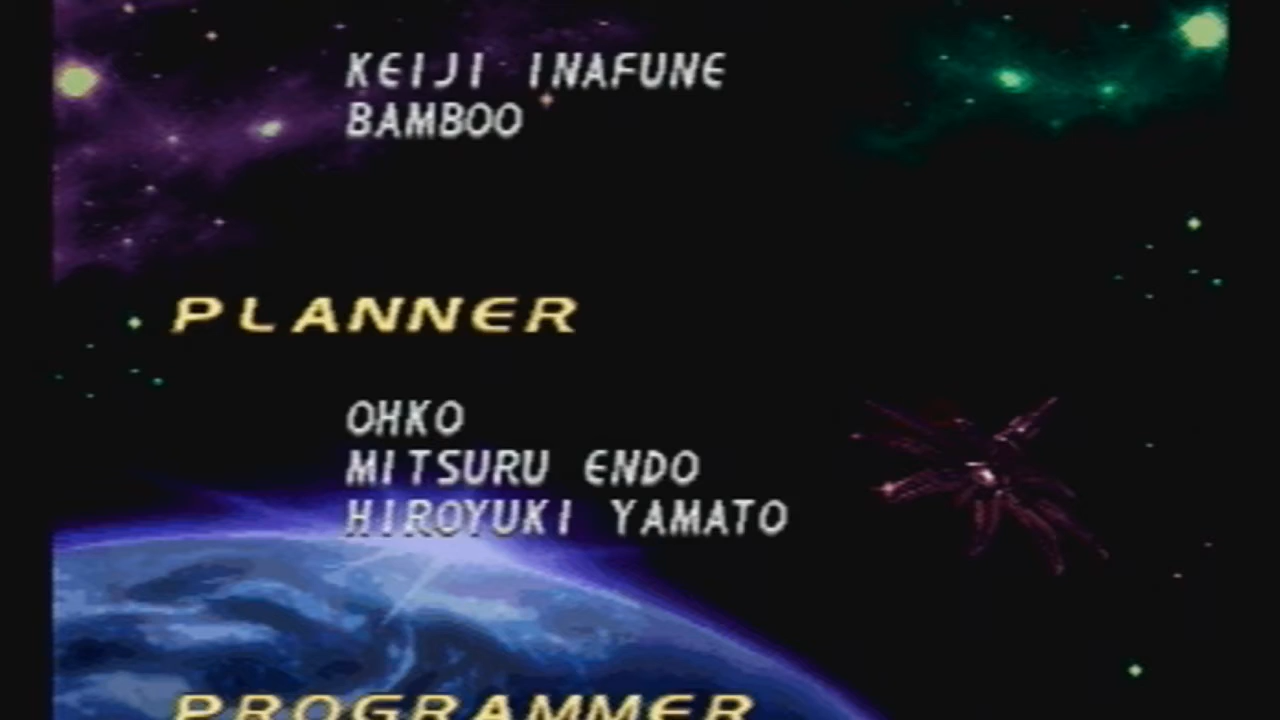 KEIJI INAFUNE
BAMBOO
PLANNER
OHKO
MITSURU ENDO
HIROYUKI YAMATO
PROGRAMMER